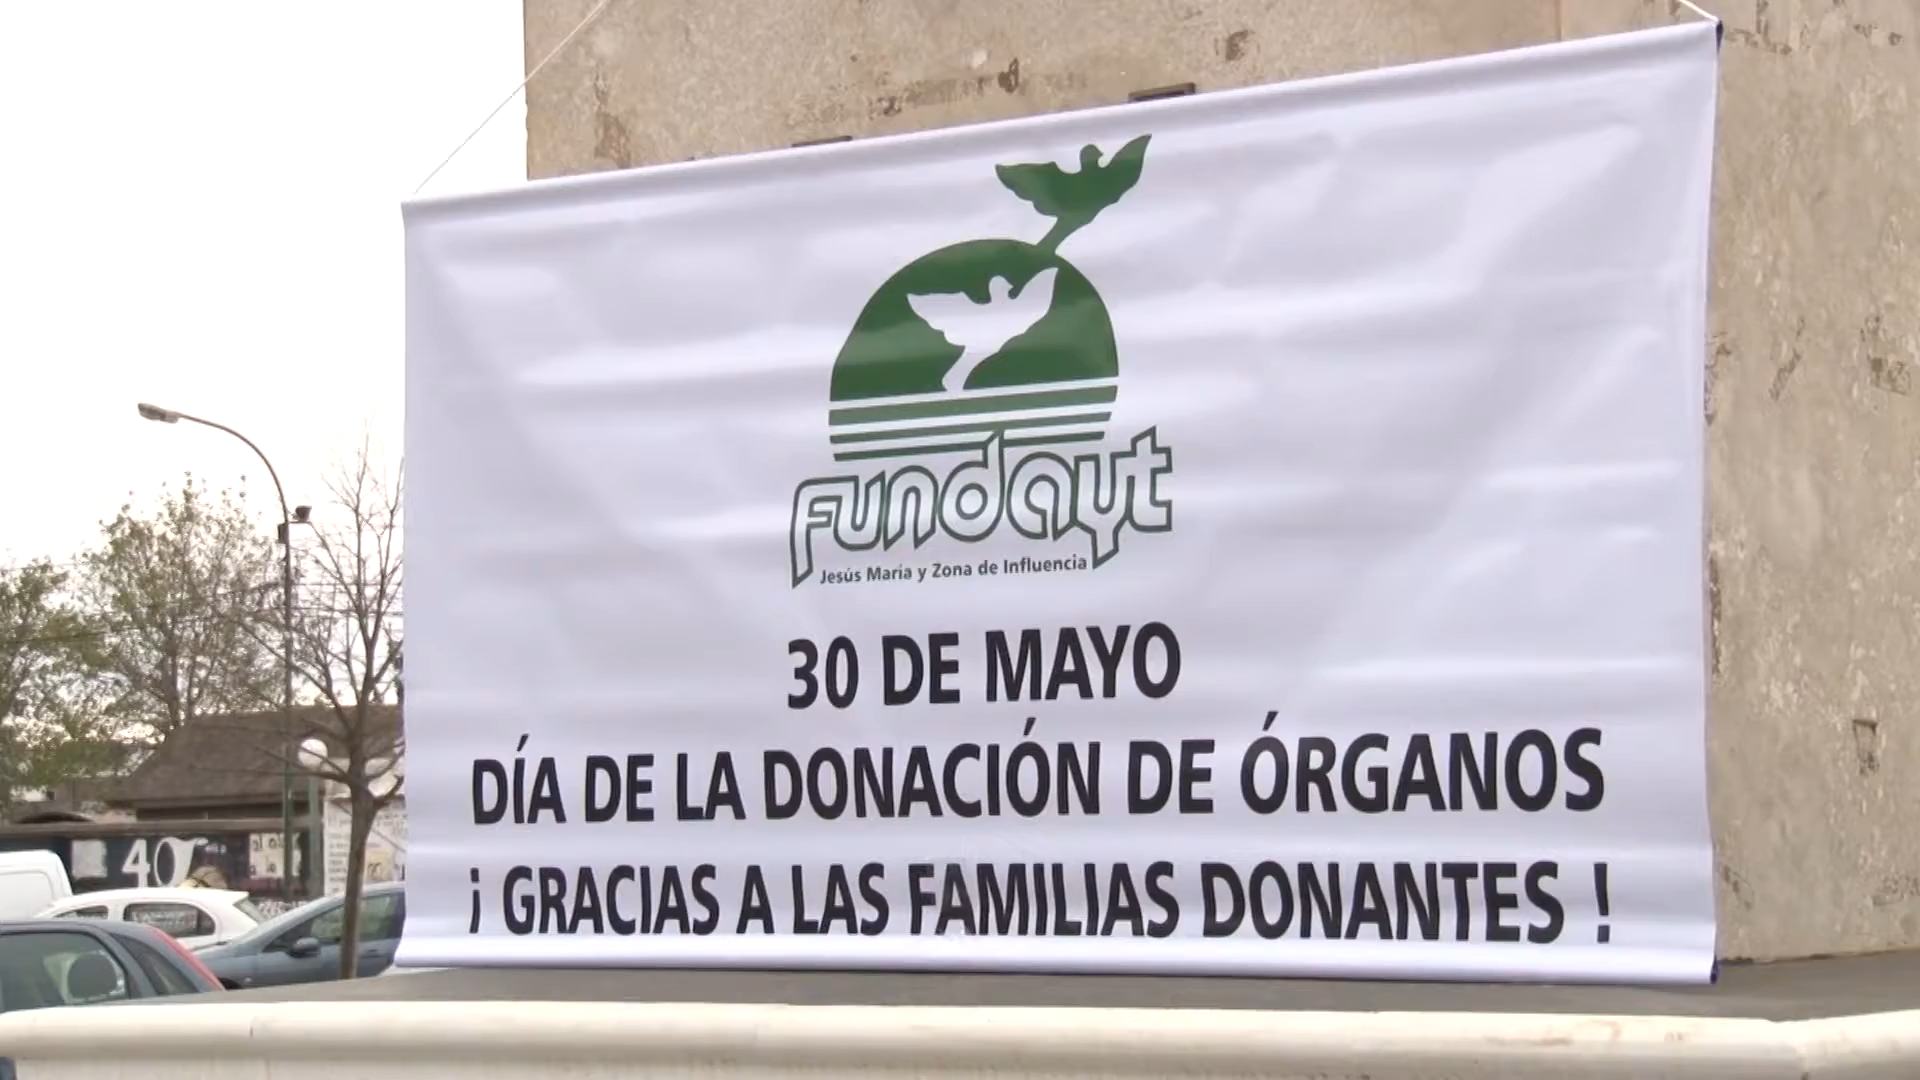 Fundayt
Jesús María y Zona de Influencia
30 DE MAYO
DÍA DE LA DONACIÓN DE ÓRGANOS
¡ GRACIAS A LAS FAMILIAS DONANTES !
40